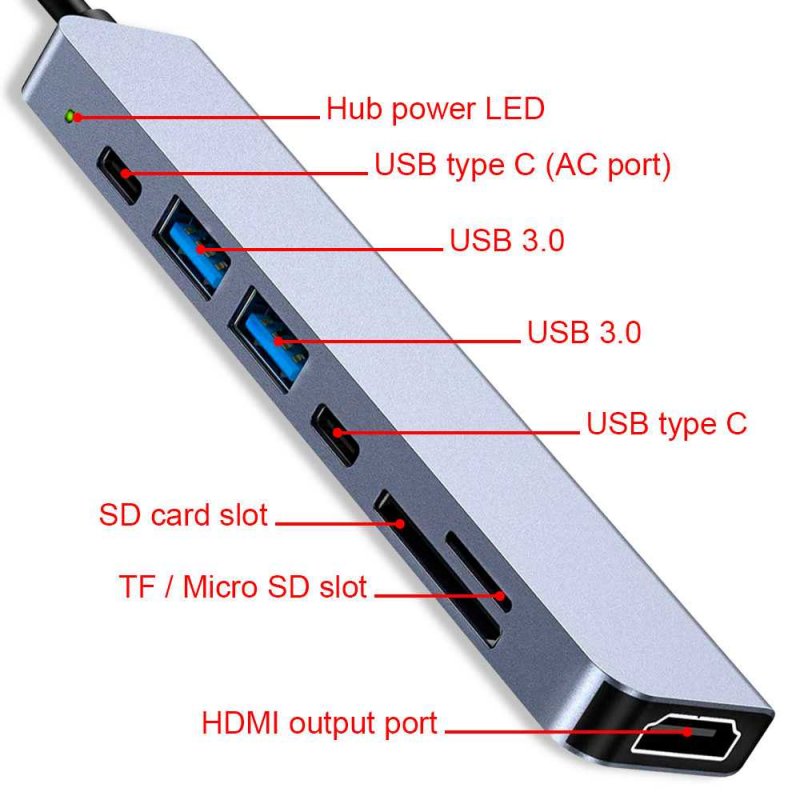 Hub power LED
USB type C (AC port)
USB 3.0
USB 3.0
USB type C
SD card slot
TF / Micro SD slot
HDMI output port